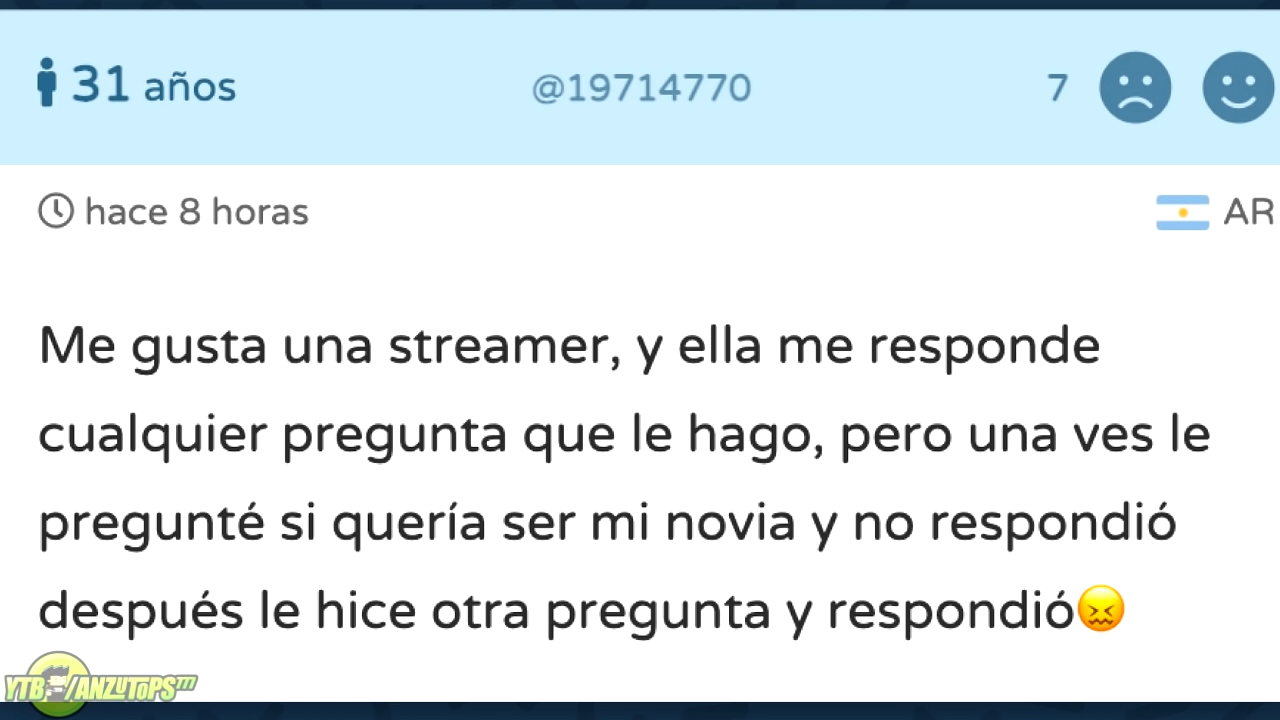 31 años @19714770 7
hace 8 horas AR
Me gusta una streamer, y ella me responde
cualquier pregunta que le hago, pero una ves le
pregunté si quería ser mi novia y no respondió
después le hice otra pregunta y respondió😖
YTB/ANZUTOPS777